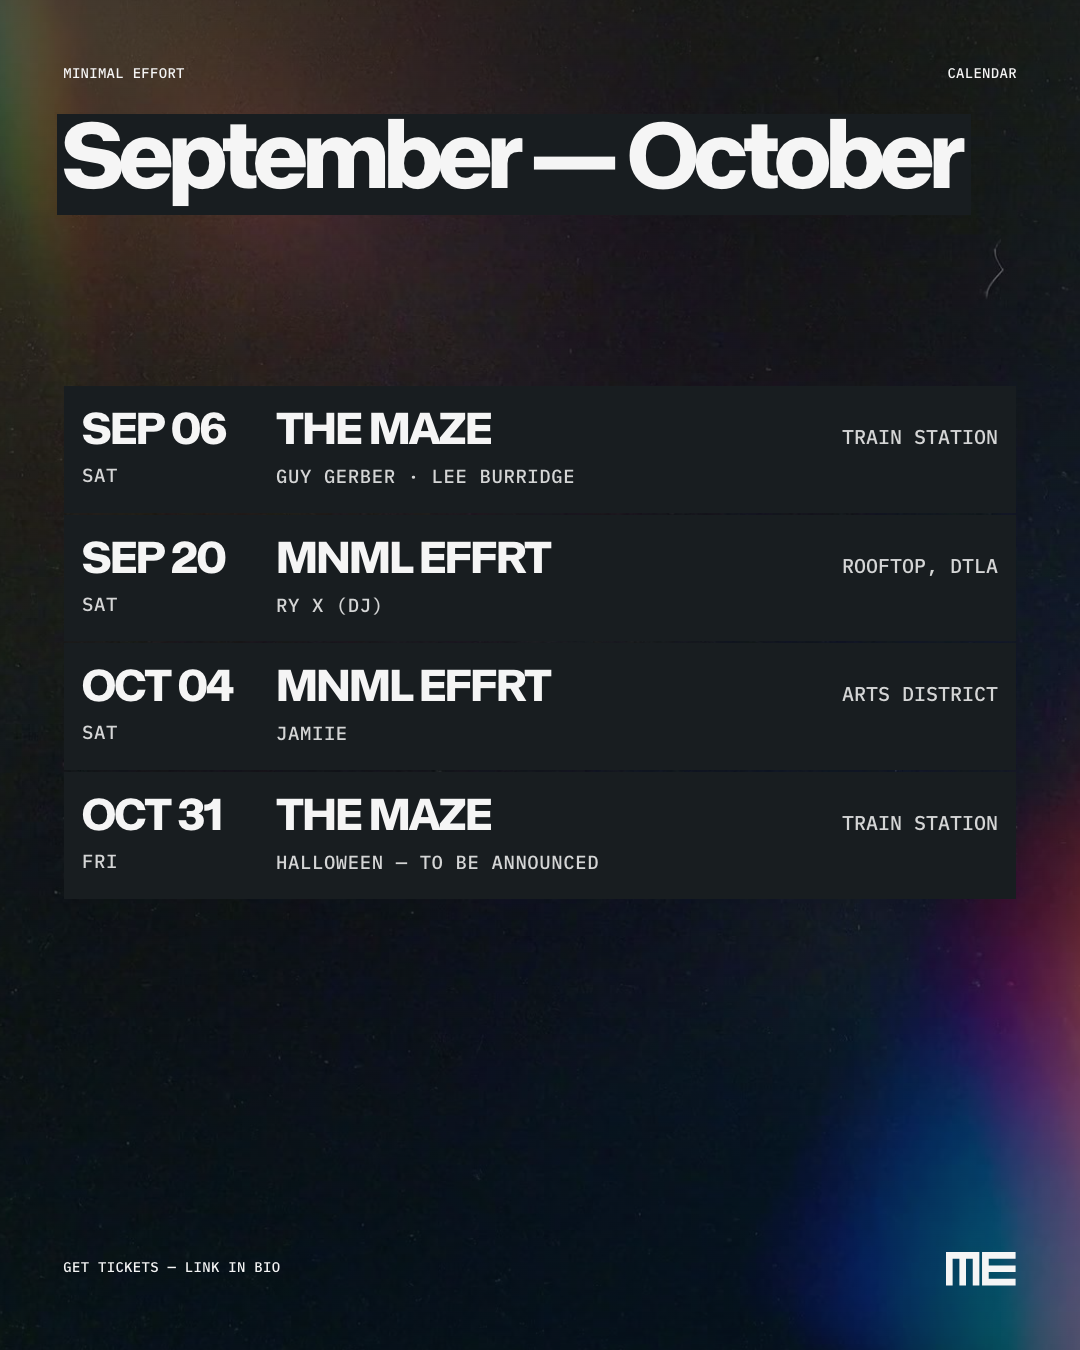 MINIMAL EFFORT
CALENDAR
September — October
SEP 06
THE MAZE
TRAIN STATION
SAT
GUY GERBER · LEE BURRIDGE
SEP 20
MNML EFFRT
ROOFTOP, DTLA
SAT
RY X (DJ)
OCT 04
MNML EFFRT
ARTS DISTRICT
SAT
JAMIIE
OCT 31
THE MAZE
TRAIN STATION
FRI
HALLOWEEN — TO BE ANNOUNCED
GET TICKETS — LINK IN BIO
ME